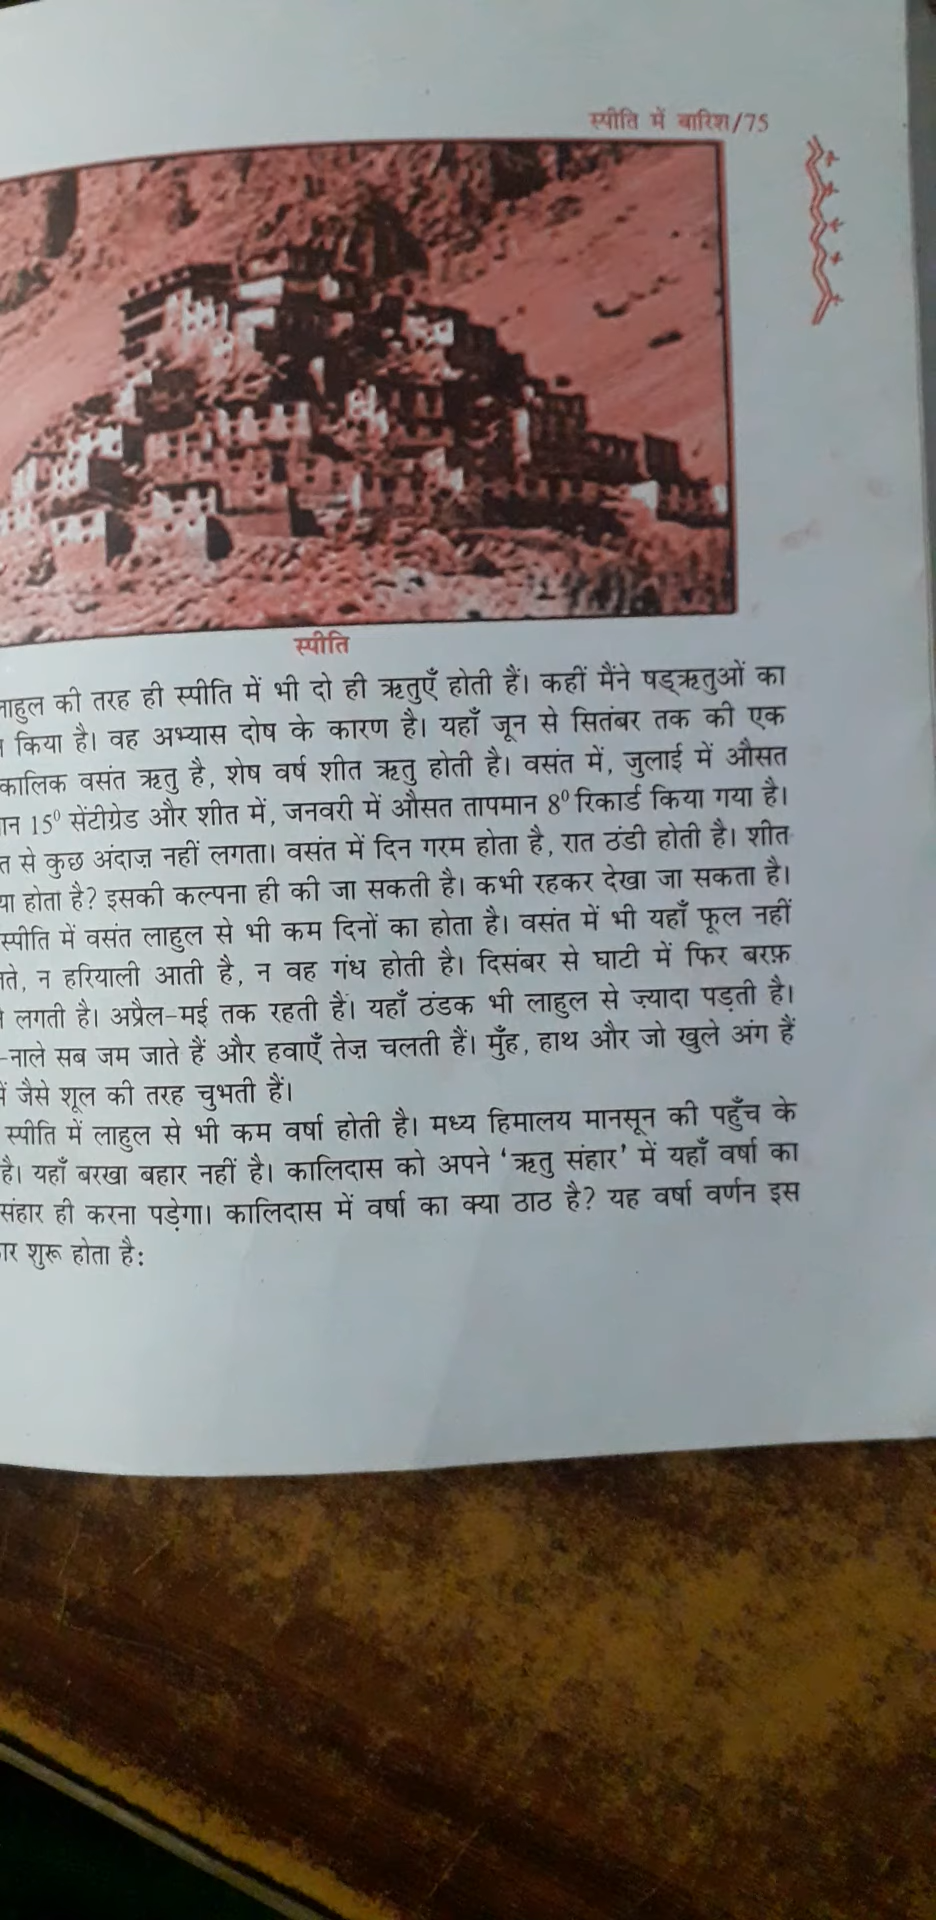 स्पीति में बारिश/75
स्पीति
की तरह ही स्पीति में भी दो ही ऋतुएँ होती हैं। कहीं मैंने षड्ऋतुओं का
किया है। वह अभ्यास दोष के कारण है। यहाँ जून से सितंबर तक की एक
कालिक वसंत ऋतु है, शेष वर्ष शीत ऋतु होती है। वसंत में, जुलाई में औसत
15⁰ सेंटीग्रेड और शीत में, जनवरी में औसत तापमान 8⁰ रिकार्ड किया गया है।
से कुछ अंदाज़ नहीं लगता। वसंत में दिन गरम होता है, रात ठंडी होती है। शीत
होता है? इसकी कल्पना ही की जा सकती है। कभी रहकर देखा जा सकता है।
स्पीति में वसंत लाहुल से भी कम दिनों का होता है। वसंत में भी यहाँ फूल नहीं
न हरियाली आती है, न वह गंध होती है। दिसंबर से घाटी में फिर बरफ़
लगती है। अप्रैल-मई तक रहती हैं। यहाँ ठंडक भी लाहुल से ज़्यादा पड़ती है।
-नाले सब जम जाते हैं और हवाएँ तेज़ चलती हैं। मुँह, हाथ और जो खुले अंग हैं
जैसे शूल की तरह चुभती हैं।
स्पीति में लाहुल से भी कम वर्षा होती है। मध्य हिमालय मानसून की पहुँच के
है। यहाँ बरखा बहार नहीं है। कालिदास को अपने ‘ऋतु संहार’ में यहाँ वर्षा का
संहार ही करना पड़ेगा। कालिदास में वर्षा का क्या ठाठ है? यह वर्षा वर्णन इस
शुरू होता है: